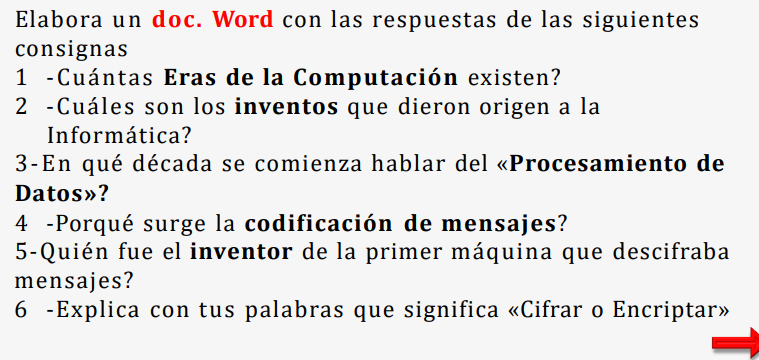 Elabora un doc. Word con las respuestas de las siguientes
consignas
1 -Cuántas Eras de la Computación existen?
2 -Cuáles son los inventos que dieron origen a la
Informática?
3-En qué década se comienza hablar del «Procesamiento de
Datos»?
4 -Porqué surge la codificación de mensajes?
5-Quién fue el inventor de la primer máquina que descifraba
mensajes?
6 -Explica con tus palabras que significa «Cifrar o Encriptar»